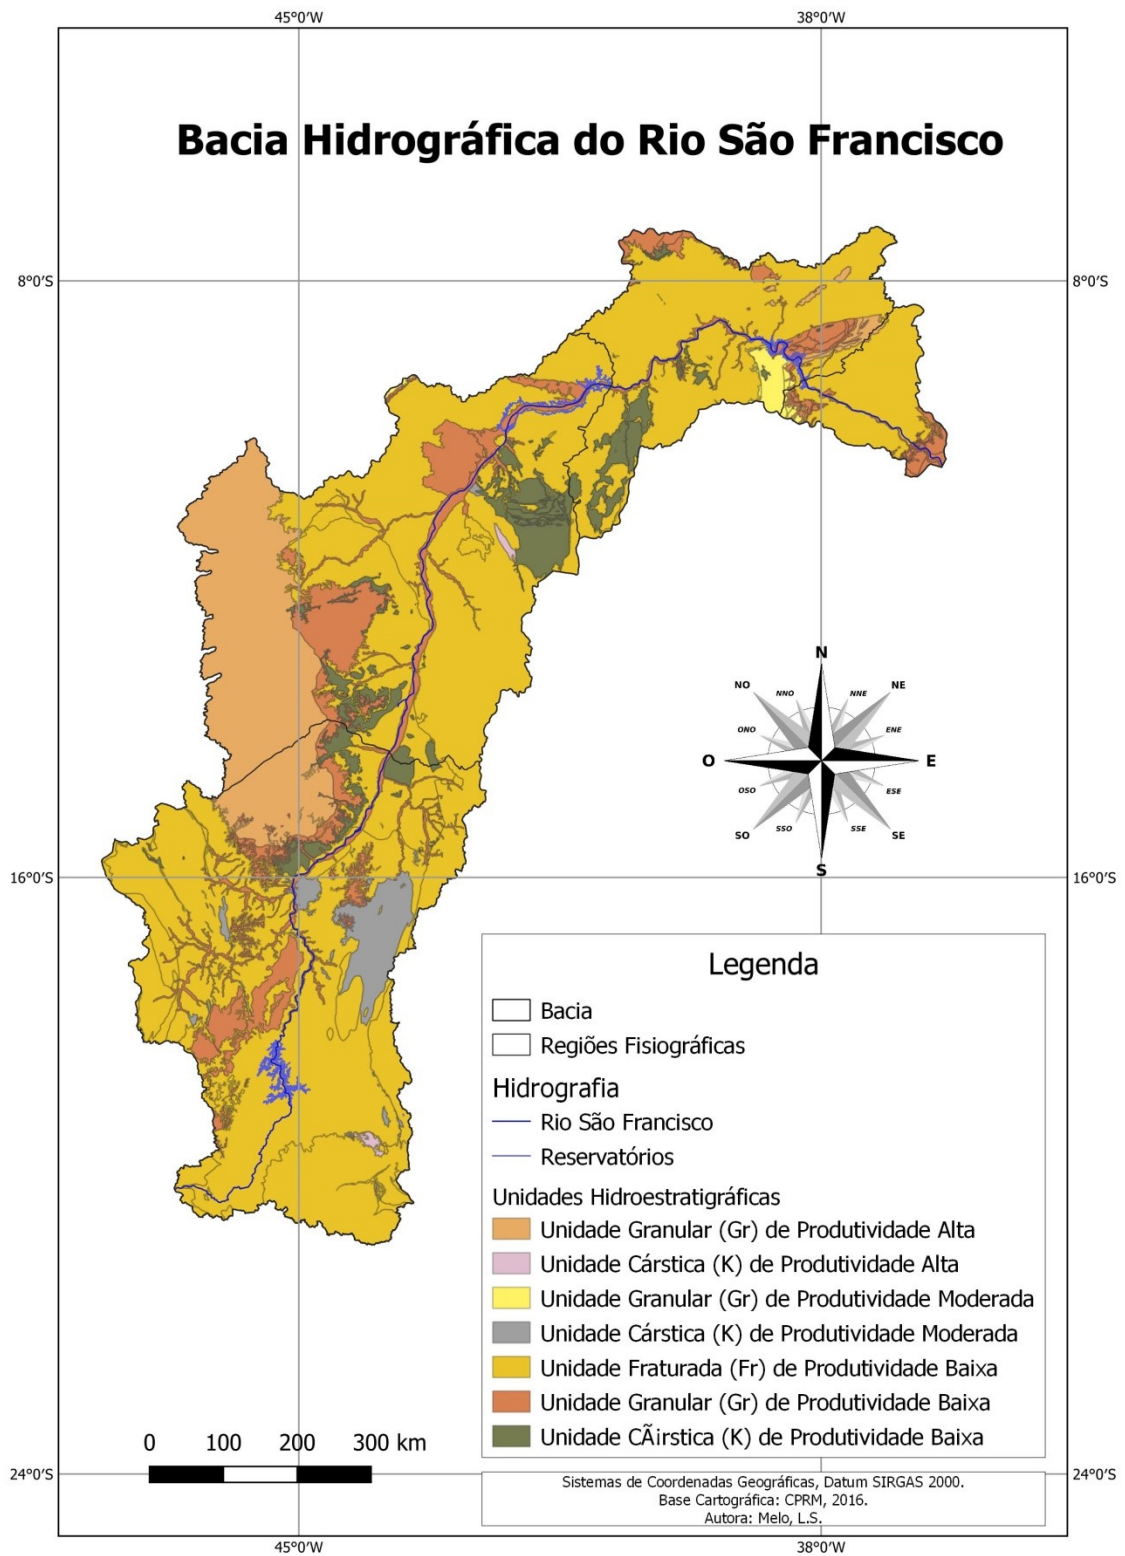 45°0'W 38°0'W
Bacia Hidrográfica do Rio São Francisco
8°0'S 8°0'S
N
NO NNO NNE NE
ONO ENE
O E
OSO ESE
SO SSO SSE SE
S
16°0'S 16°0'S
Legenda
Bacia
Regiões Fisiográficas
Hidrografia
Rio São Francisco
Reservatórios
Unidades Hidroestratigráficas
Unidade Granular (Gr) de Produtividade Alta
Unidade Cárstica (K) de Produtividade Alta
Unidade Granular (Gr) de Produtividade Moderada
Unidade Cárstica (K) de Produtividade Moderada
Unidade Fraturada (Fr) de Produtividade Baixa
Unidade Granular (Gr) de Produtividade Baixa
Unidade CÃirstica (K) de Produtividade Baixa
0 100 200 300 km
24°0'S 24°0'S
Sistemas de Coordenadas Geográficas, Datum SIRGAS 2000.
Base Cartográfica: CPRM, 2016.
Autora: Melo, L.S.
45°0'W 38°0'W